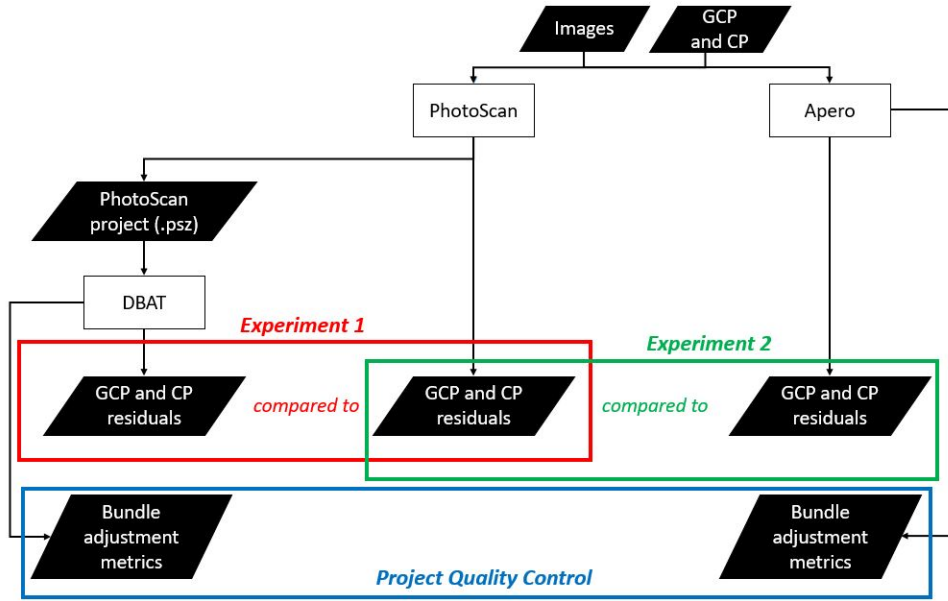 Images
GCP
and CP
PhotoScan
Apero
PhotoScan
project (.psz)
DBAT
Experiment 1
Experiment 2
GCP and CP
residuals
compared to
GCP and CP
residuals
compared to
GCP and CP
residuals
Bundle
adjustment
metrics
Bundle
adjustment
metrics
Project Quality Control